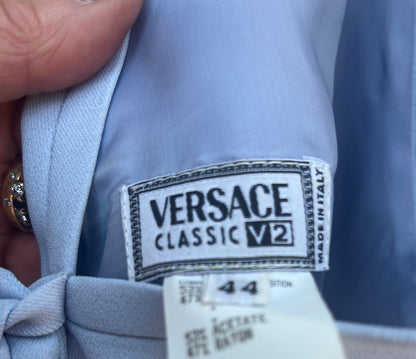 VERSACE
CLASSIC V2
MADE IN ITALY
44
ACETATE
RAYON